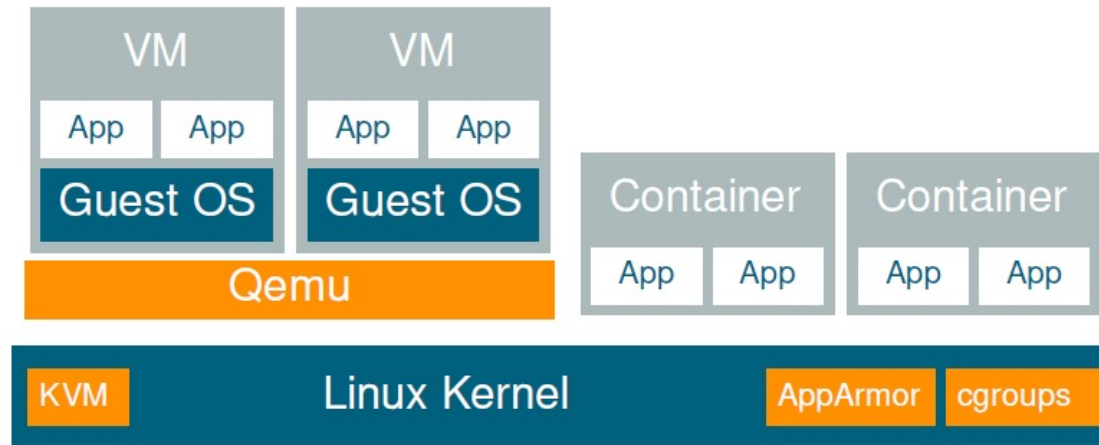 VM VM
App App App App
Guest OS Guest OS
Container Container
Qemu
App App App App
KVM Linux Kernel AppArmor cgroups